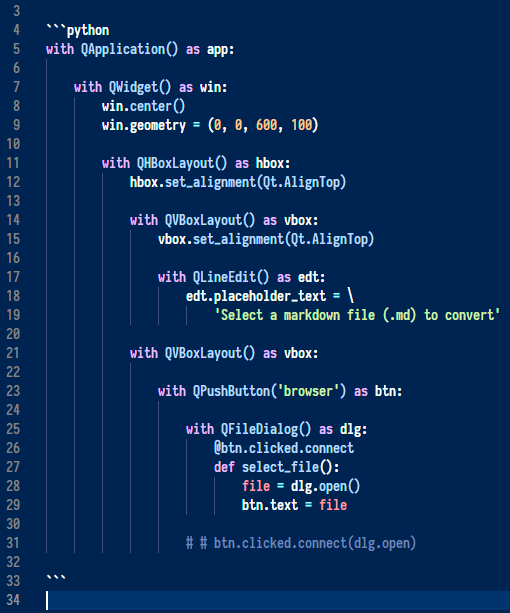 3
4 ```python
5 with QApplication() as app:
6
7     with QWidget() as win:
8         win.center()
9         win.geometry = (0, 0, 600, 100)
10
11         with QHBoxLayout() as hbox:
12             hbox.set_alignment(Qt.AlignTop)
13
14             with QVBoxLayout() as vbox:
15                 vbox.set_alignment(Qt.AlignTop)
16
17                 with QLineEdit() as edt:
18                     edt.placeholder_text = \
19                         'Select a markdown file (.md) to convert'
20
21             with QVBoxLayout() as vbox:
22
23                 with QPushButton('browser') as btn:
24
25                     with QFileDialog() as dlg:
26                         @btn.clicked.connect
27                         def select_file():
28                             file = dlg.open()
29                             btn.text = file
30
31                     # # btn.clicked.connect(dlg.open)
32
33 ```
34